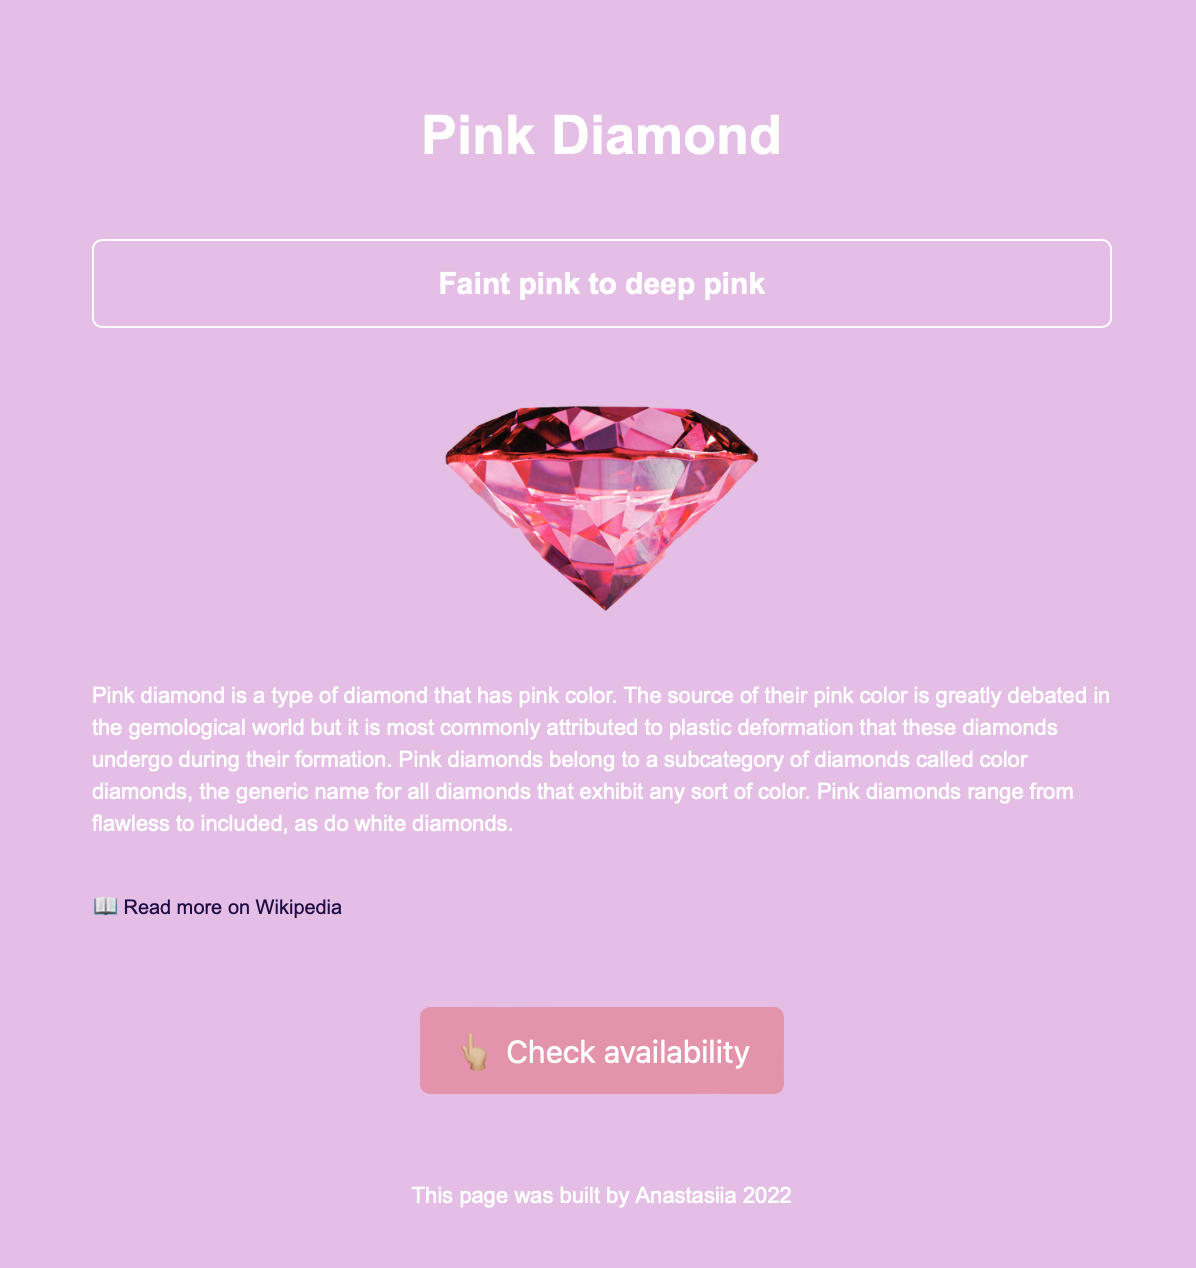 Pink Diamond
Faint pink to deep pink
Pink diamond is a type of diamond that has pink color. The source of their pink color is greatly debated in
the gemological world but it is most commonly attributed to plastic deformation that these diamonds
undergo during their formation. Pink diamonds belong to a subcategory of diamonds called color
diamonds, the generic name for all diamonds that exhibit any sort of color. Pink diamonds range from
flawless to included, as do white diamonds.
📖 Read more on Wikipedia
👆🏼 Check availability
This page was built by Anastasiia 2022